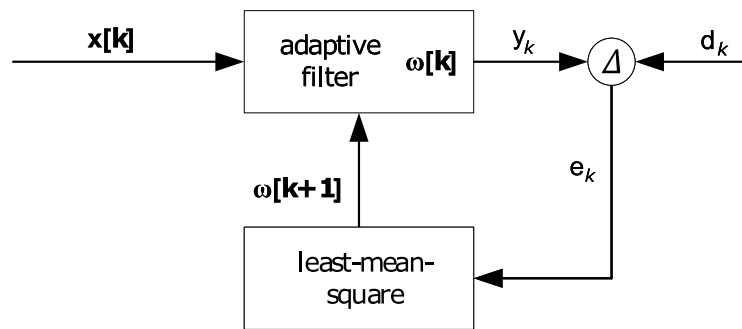 x[k]
adaptive
filter
ω[k]
y_k
Δ
d_k
e_k
ω[k+1]
least-mean-
square